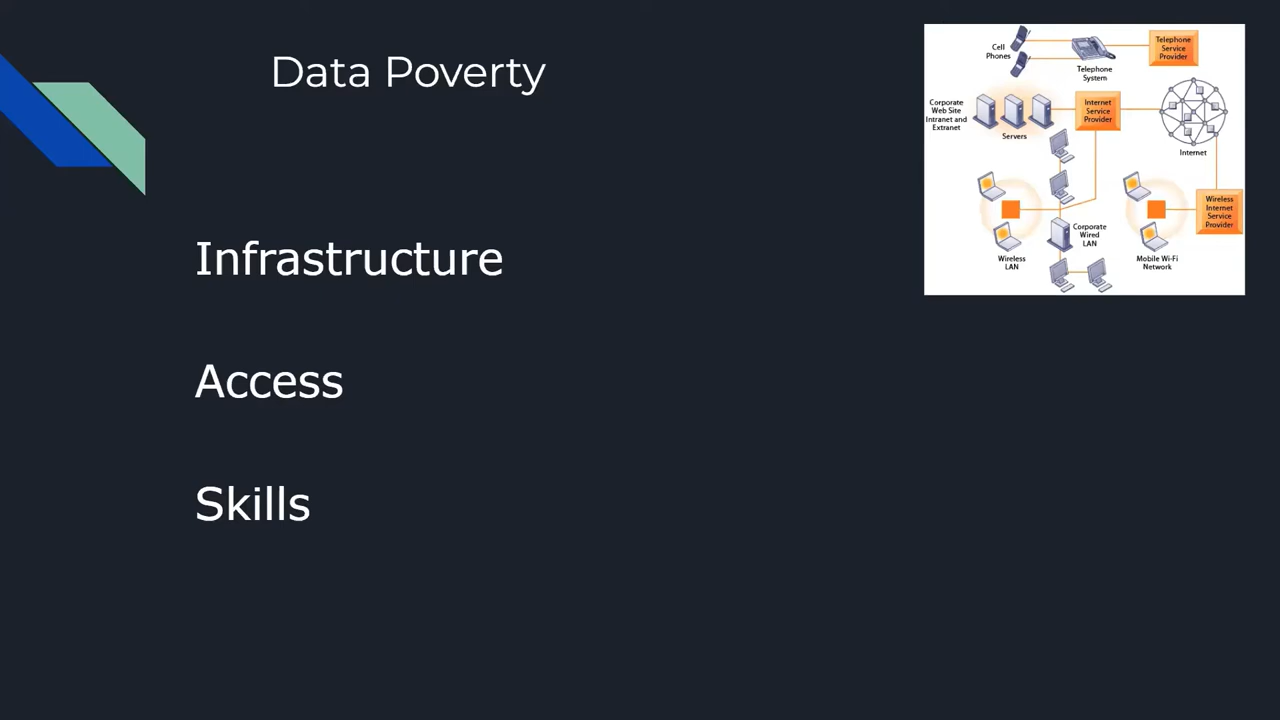 Data Poverty
Infrastructure
Access
Skills
Cell
Phones
Telephone
System
Telephone
Service
Provider
Corporate
Web Site
Intranet and
Extranet
Servers
Internet
Service
Provider
Internet
Wireless
LAN
Corporate
Wired
LAN
Mobile Wi-Fi
Network
Wireless
Internet
Service
Provider